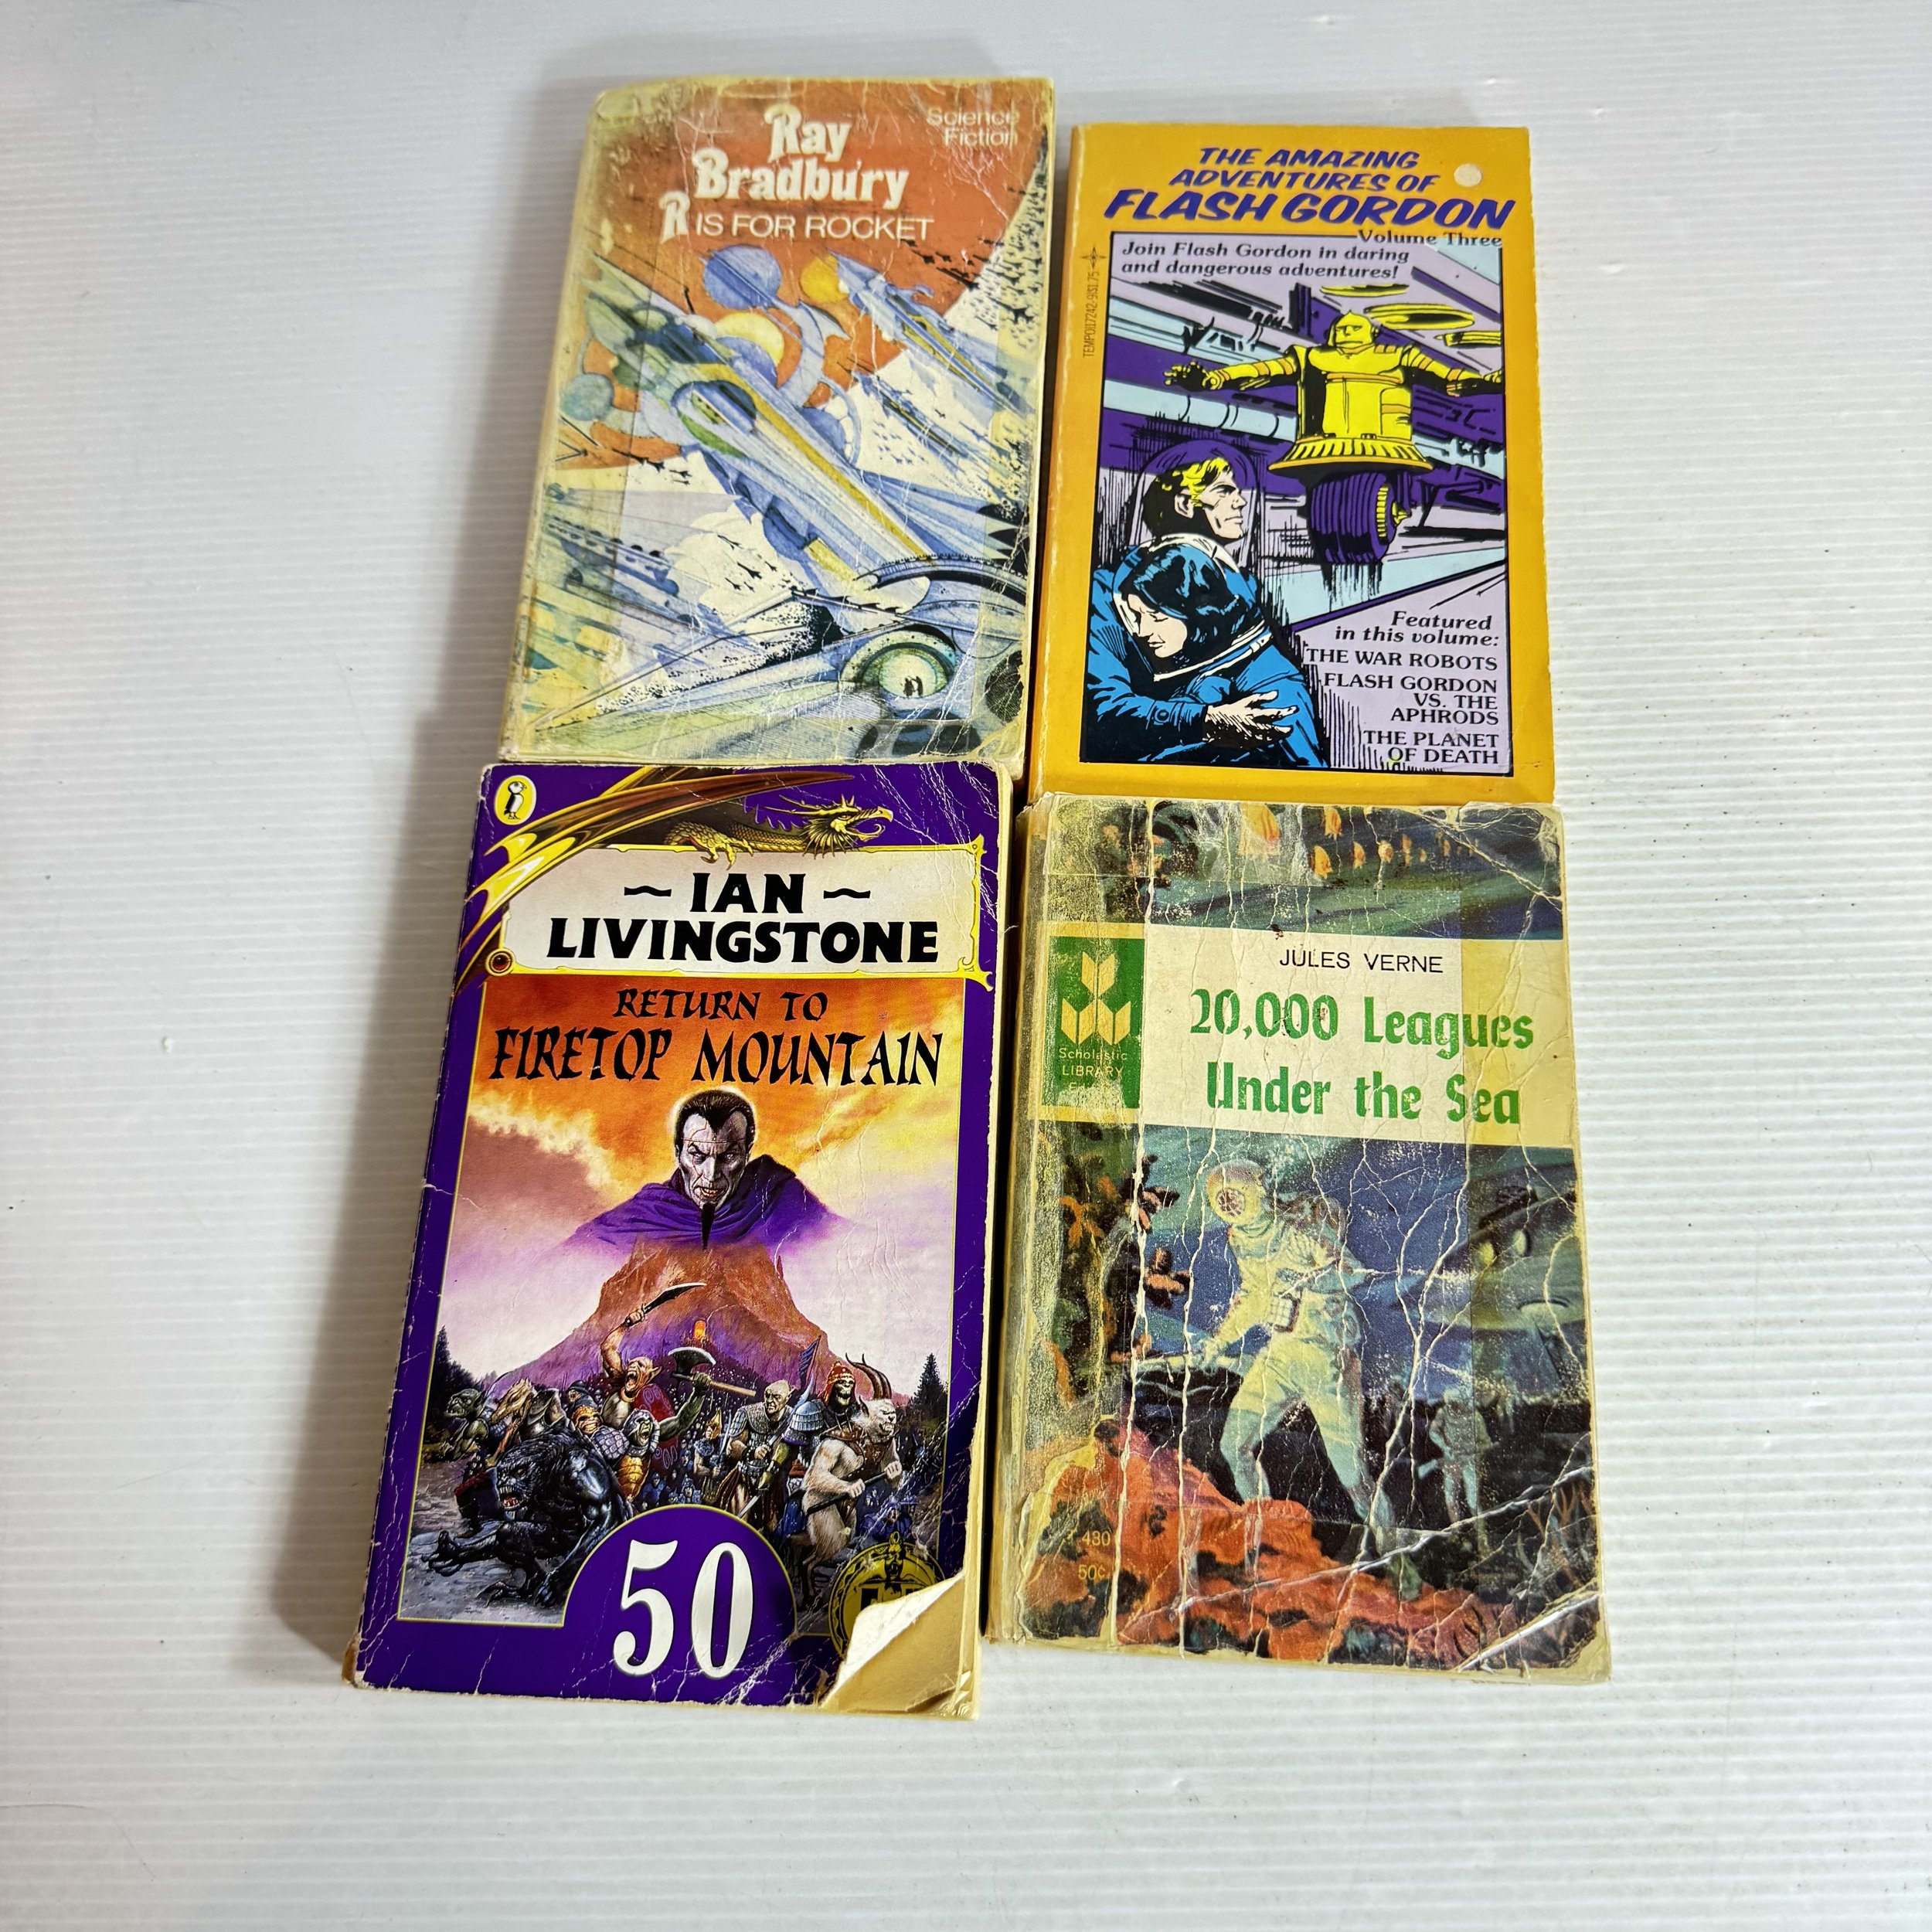 Ray
Bradbury
R IS FOR ROCKET
Science
Fiction
THE AMAZING
ADVENTURES OF
FLASH GORDON
Volume Three
Join Flash Gordon in daring
and dangerous adventures!
Featured
in this volume:
THE WAR ROBOTS
FLASH GORDON
VS. THE
APHRODS
THE PLANET
OF DEATH
~ IAN ~
LIVINGSTONE
RETURN TO
FIRETOP MOUNTAIN
50
JULES VERNE
20,000 Leagues
Under the Sea
Scholastic
LIBRARY
430
50¢